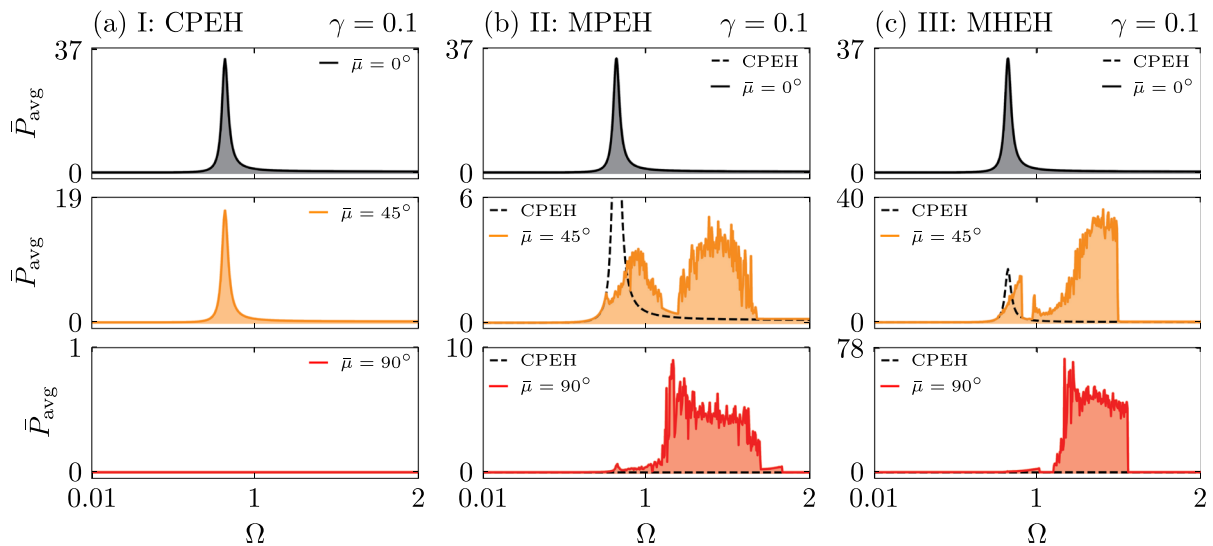 (a) I: CPEH γ = 0.1
(b) II: MPEH γ = 0.1
(c) III: MHEH γ = 0.1
37
μ̄ = 0°
P̄avg
0
37
CPEH
μ̄ = 0°
0
37
CPEH
μ̄ = 0°
0
19
μ̄ = 45°
P̄avg
0
6
CPEH
μ̄ = 45°
0
40
CPEH
μ̄ = 45°
0
1
μ̄ = 90°
P̄avg
0
0.01 1 2
Ω
10
CPEH
μ̄ = 90°
0
0.01 1 2
Ω
78
CPEH
μ̄ = 90°
0
0.01 1 2
Ω